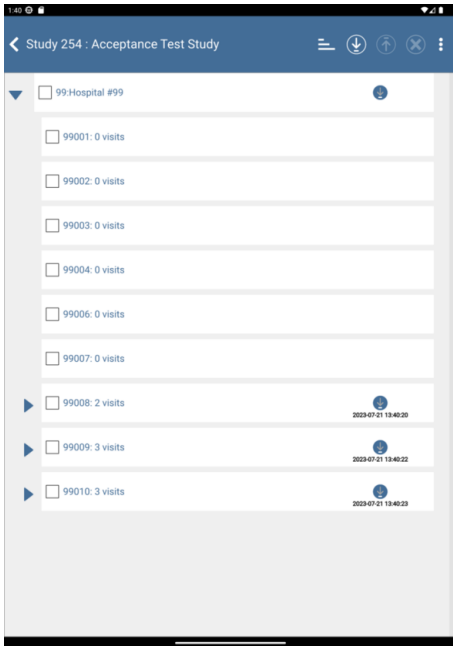 1:40
Study 254 : Acceptance Test Study
99:Hospital #99
99001: 0 visits
99002: 0 visits
99003: 0 visits
99004: 0 visits
99006: 0 visits
99007: 0 visits
99008: 2 visits
2023-07-21 13:40:20
99009: 3 visits
2023-07-21 13:40:22
99010: 3 visits
2023-07-21 13:40:23